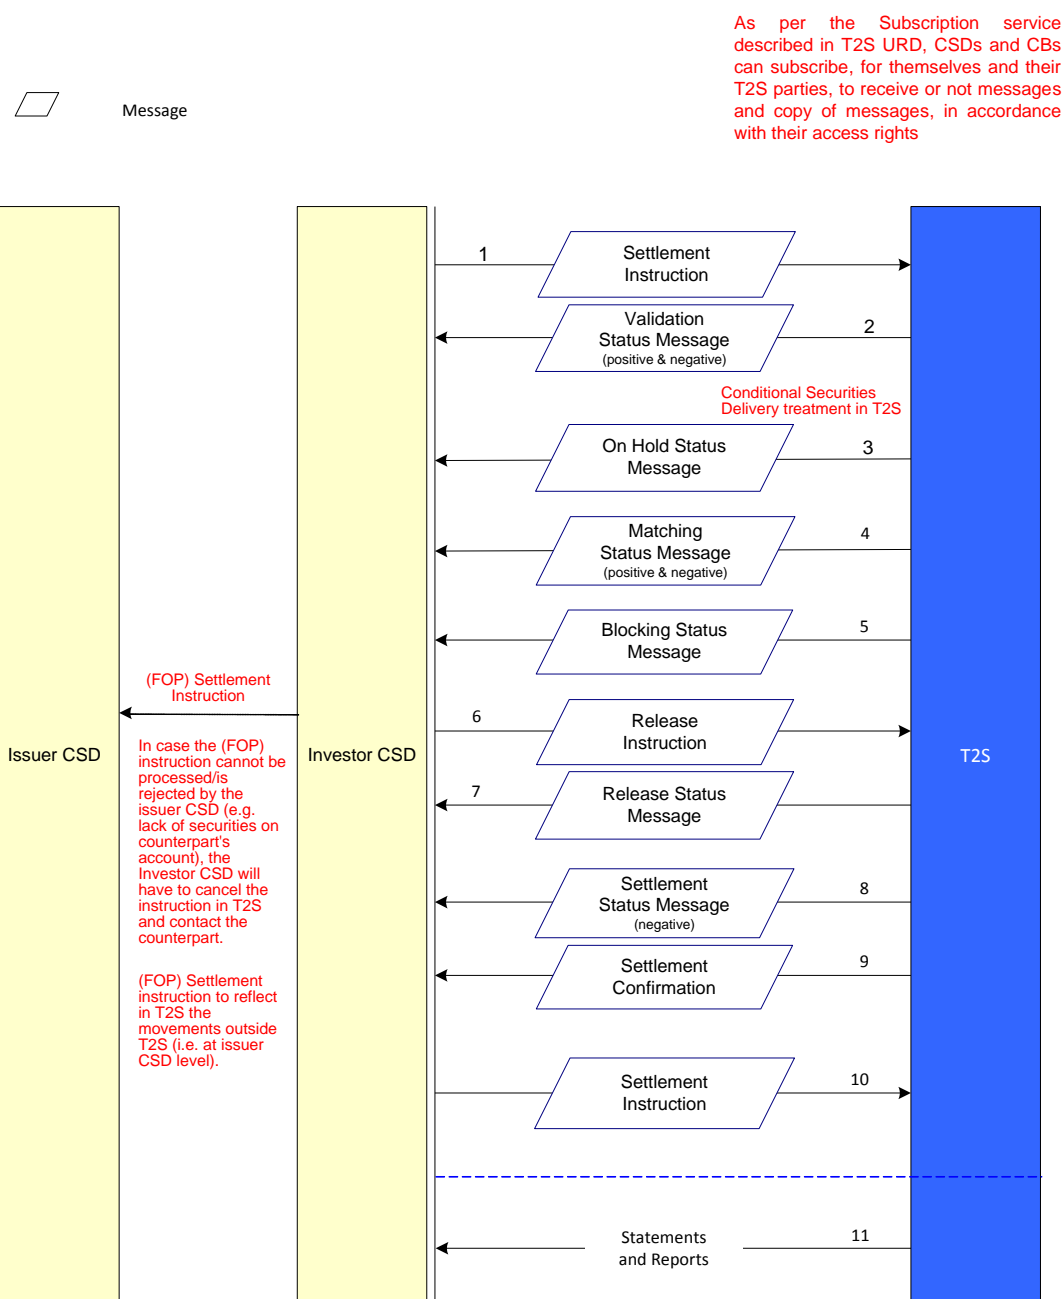 As per the Subscription service
described in T2S URD, CSDs and CBs
can subscribe, for themselves and their
T2S parties, to receive or not messages
and copy of messages, in accordance
with their access rights
Message
1
Settlement
Instruction
Validation
Status Message
(positive & negative)
2
Conditional Securities
Delivery treatment in T2S
On Hold Status
Message
3
Matching
Status Message
(positive & negative)
4
Blocking Status
Message
5
(FOP) Settlement
Instruction
6
Release
Instruction
Issuer CSD
In case the (FOP)
instruction cannot be
processed/is
rejected by the
issuer CSD (e.g.
lack of securities on
counterpart's
account), the
Investor CSD will
have to cancel the
instruction in T2S
and contact the
counterpart.
Investor CSD
T2S
7
Release Status
Message
Settlement
Status Message
(negative)
8
Settlement
Confirmation
9
(FOP) Settlement
instruction to reflect
in T2S the
movements outside
T2S (i.e. at issuer
CSD level).
Settlement
Instruction
10
Statements
and Reports
11